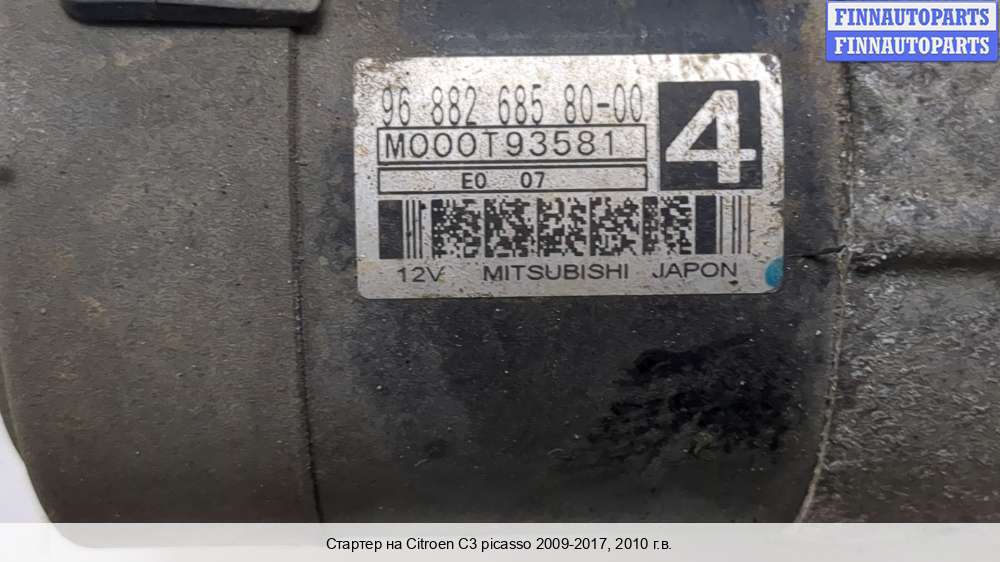 FINNAUTOPARTS
FINNAUTOPARTS
96 882 685 80-00
M000T93581
4
E0 07
12V MITSUBISHI JAPON
Стартер на Citroen C3 picasso 2009-2017, 2010 г.в.